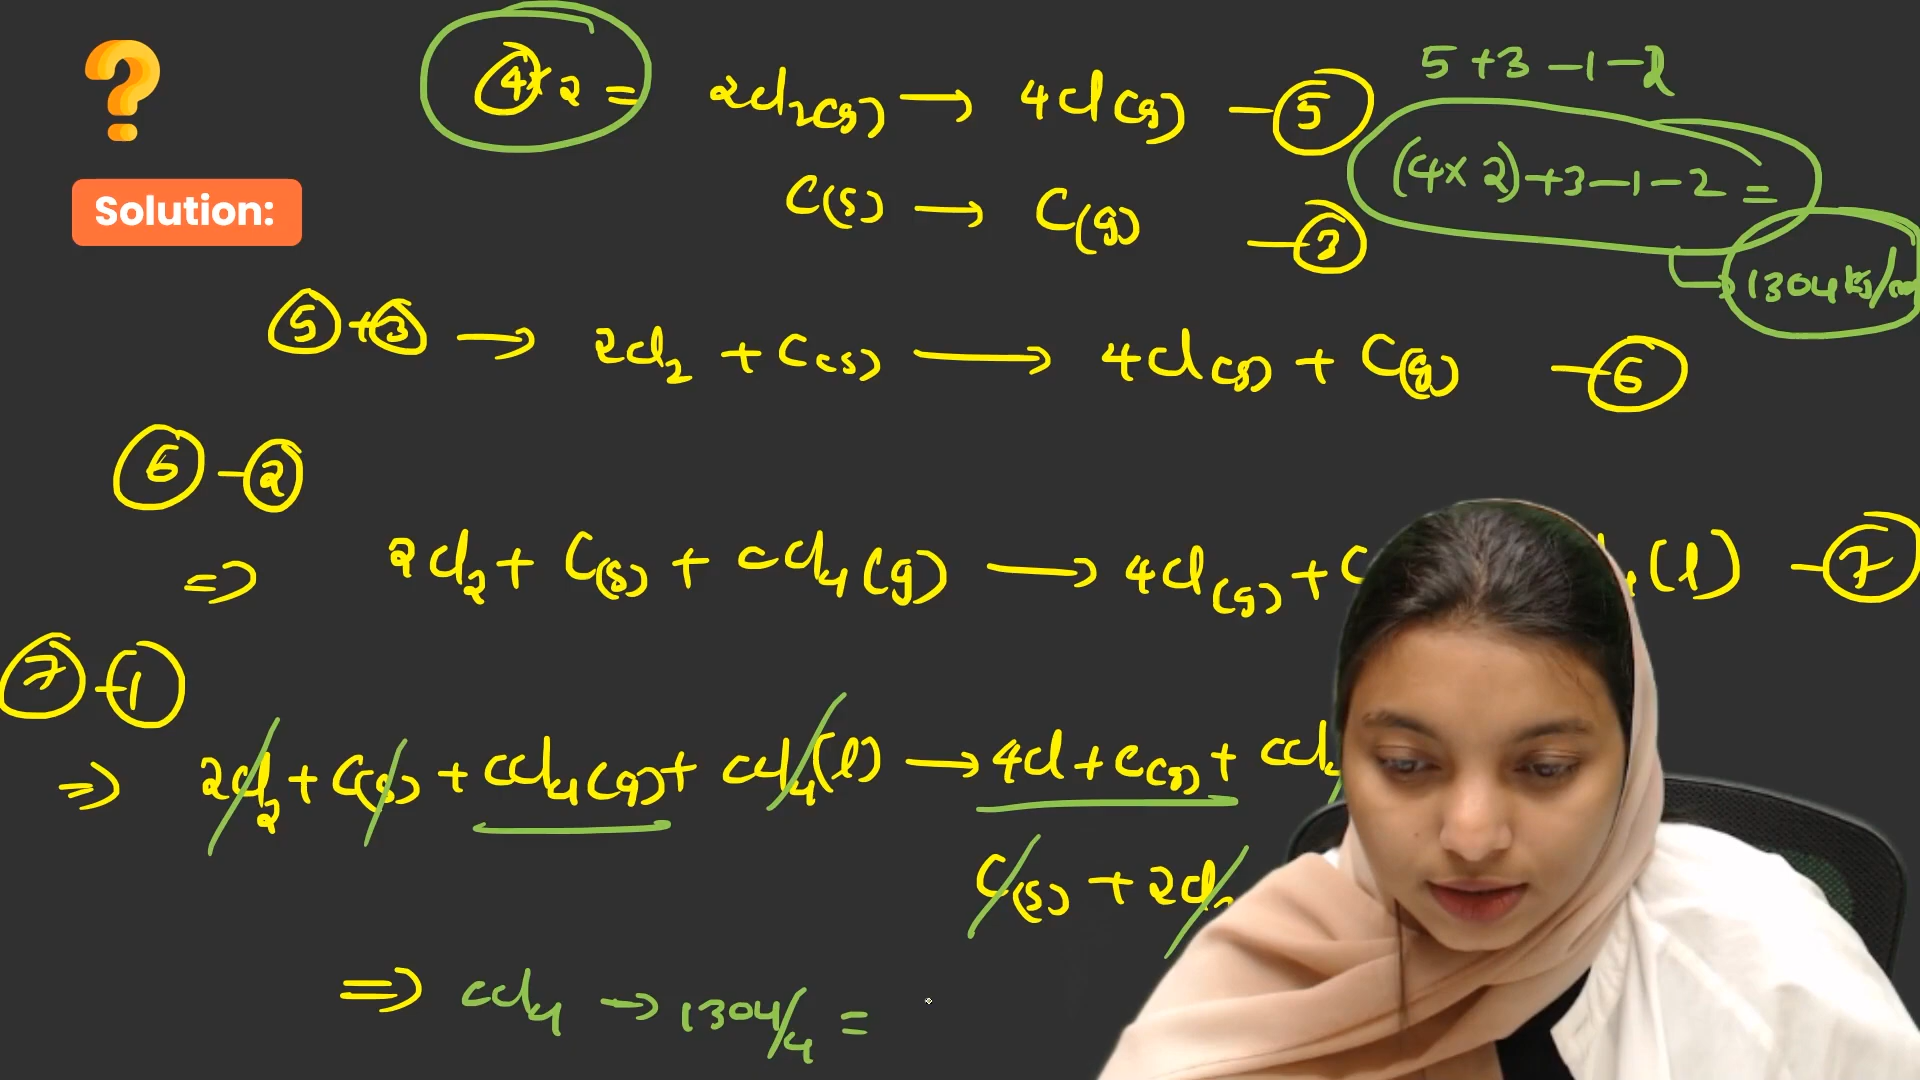 5 + 3 - 1 - 2
④ × 2 = 2Cl₂(g) → 4Cl(g) - ⑤
(4 × 2) + 3 - 1 - 2 =
Solution:
C(s) → C(g) - ③
1304 kJ/mol
⑤ + ③ → 2Cl₂ + C(s) → 4Cl(g) + C(g) - ⑥
⑥ - ②
⇒ 2Cl₂ + C(s) + CCl₄(g) → 4Cl(g) + C (l) - ⑦
⑦ - ①
⇒ 2Cl₂ + C(s) + CCl₄(g) + CCl₄(l) → 4Cl + C(g) + CCl
C(s) + 2Cl₂
⇒ CCl₄ → 1304/4 =